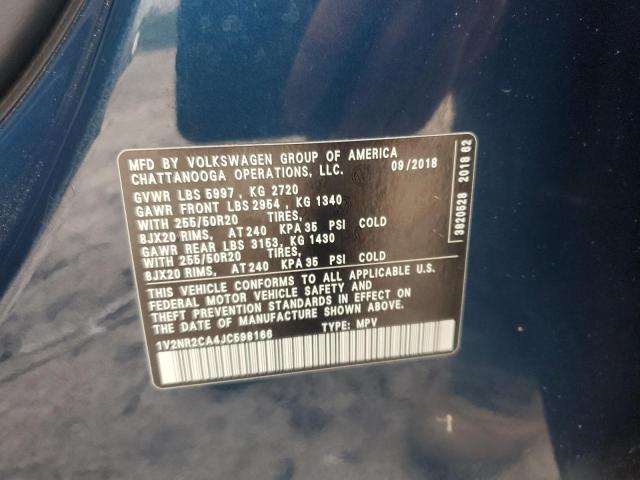 MFD BY VOLKSWAGEN GROUP OF AMERICA
CHATTANOOGA OPERATIONS, LLC. 09/2018
GVWR LBS 5997, KG 2720
GAWR FRONT LBS 2954, KG 1340
WITH 255/50R20 TIRES,
8JX20 RIMS, AT 240 KPA 35 PSI COLD
GAWR REAR LBS 3153, KG 1430
WITH 255/50R20 TIRES,
8JX20 RIMS, AT 240 KPA 35 PSI COLD
THIS VEHICLE CONFORMS TO ALL APPLICABLE U.S.
FEDERAL MOTOR VEHICLE SAFETY AND
THEFT PREVENTION STANDARDS IN EFFECT ON
THE DATE OF MANUFACTURE SHOWN ABOVE.
1V2NR2CA4JC598166 TYPE: MPV
3820528 2018 62